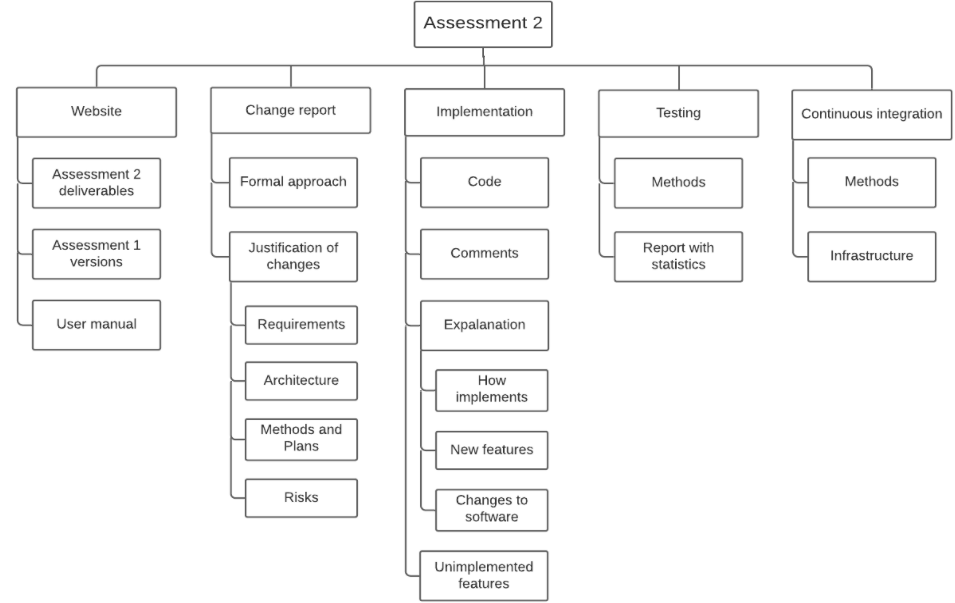 Assessment 2
Website
Change report
Implementation
Testing
Continuous integration
Assessment 2
deliverables
Assessment 1
versions
User manual
Formal approach
Justification of
changes
Requirements
Architecture
Methods and
Plans
Risks
Code
Comments
Expalanation
How
implements
New features
Changes to
software
Unimplemented
features
Methods
Report with
statistics
Methods
Infrastructure